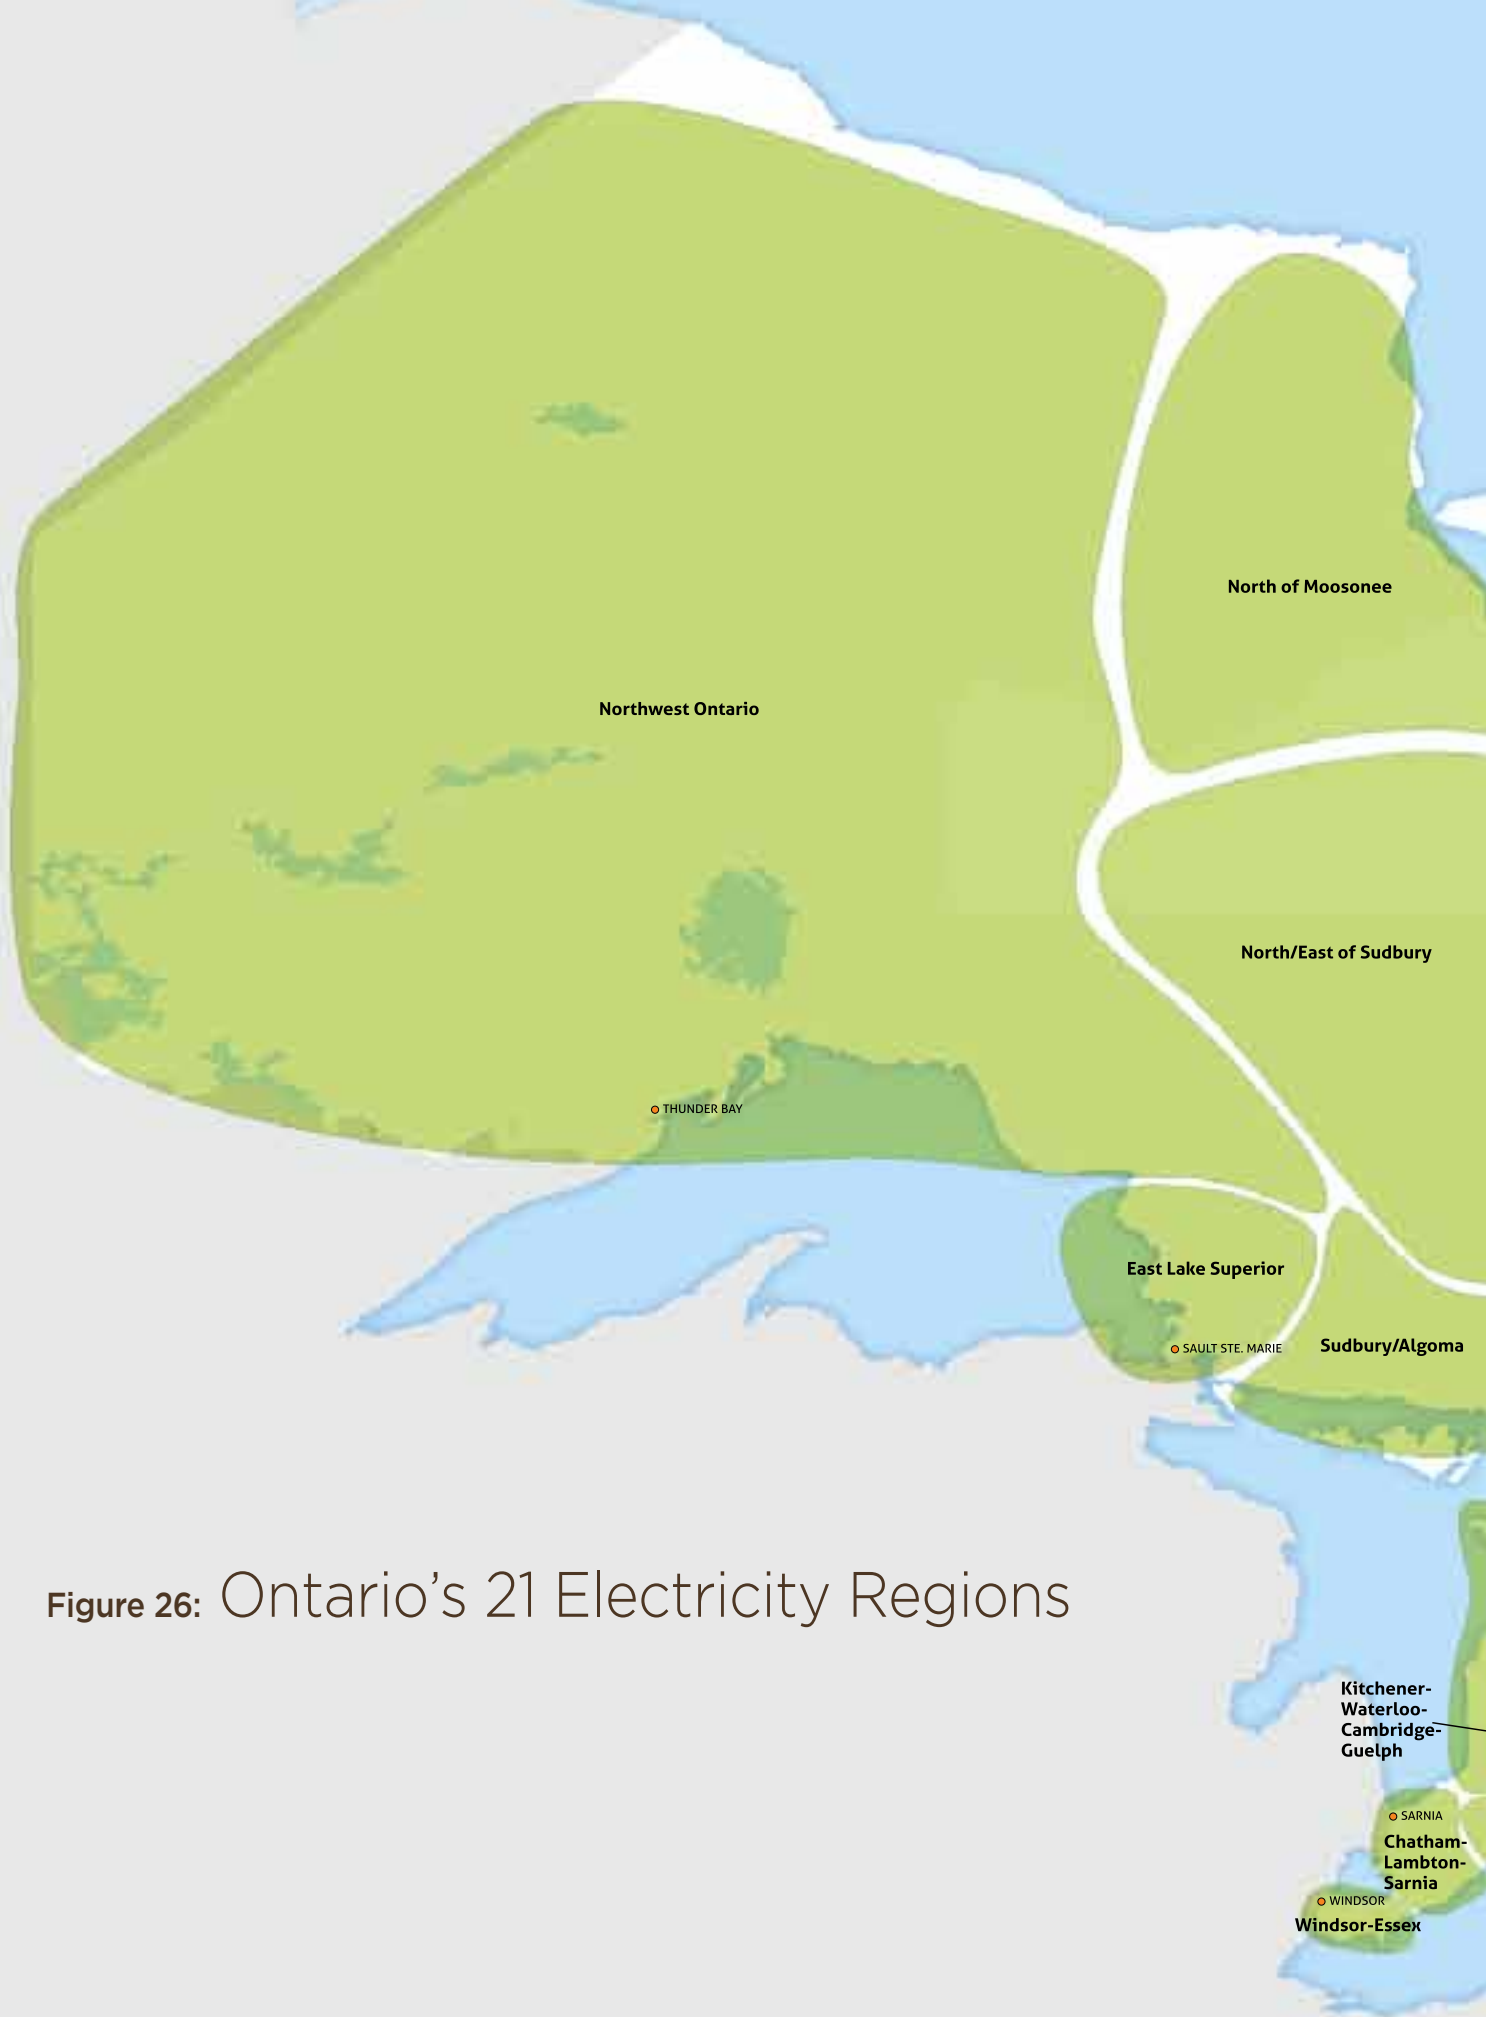 North of Moosonee
Northwest Ontario
North/East of Sudbury
THUNDER BAY
East Lake Superior
Sudbury/Algoma
SAULT STE. MARIE
Figure 26: Ontario’s 21 Electricity Regions
Kitchener-
Waterloo-
Cambridge-
Guelph
SARNIA
Chatham-
Lambton-
Sarnia
WINDSOR
Windsor-Essex